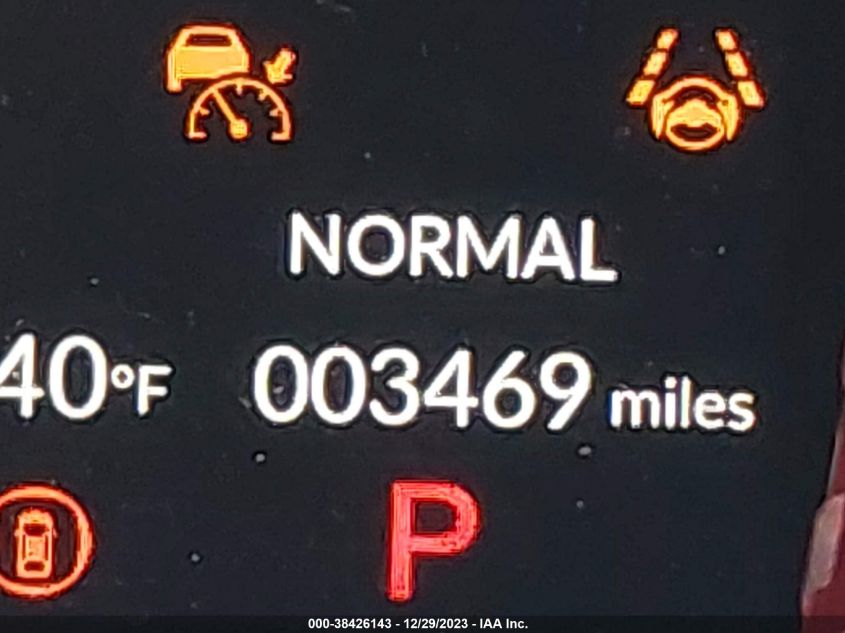 NORMAL
40°F 003469 miles
P
000-38426143 - 12/29/2023 - IAA Inc.